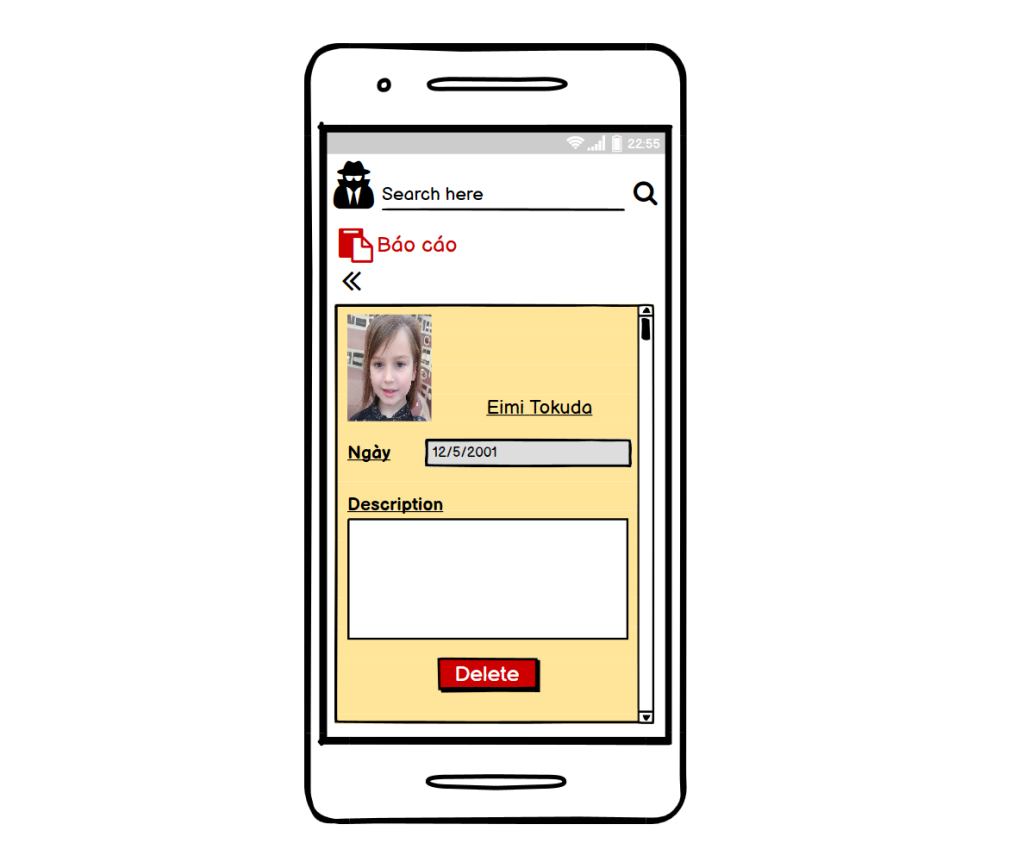 22:55
Search here
Báo cáo
Eimi Tokuda
Ngày
12/5/2001
Description
Delete